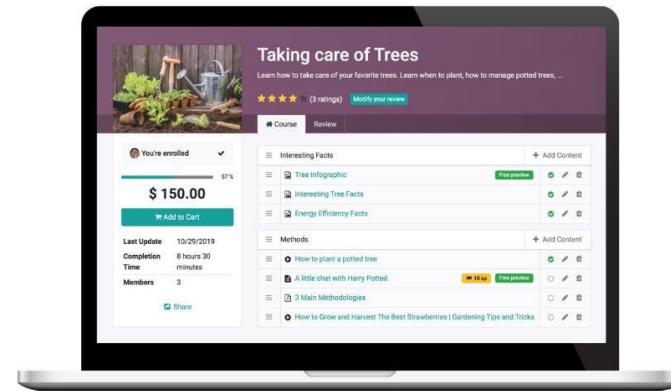 Taking care of Trees
Learn how to take care of your favorite trees. Learn when to plant, how to manage potted trees, ...
(3 ratings) Modify your review
Course Review
You're enrolled
57 %
$ 150.00
Add to Cart
Last Update 10/29/2019
Completion Time 8 hours 30 minutes
Members 3
Share
Interesting Facts + Add Content
Tree Infographic Free preview
Interesting Tree Facts
Energy Efficiency Facts
Methods + Add Content
How to plant a potted tree
A little chat with Harry Potted 10 xp Free preview
3 Main Methodologies
How to Grow and Harvest The Best Strawberries | Gardening Tips and Tricks